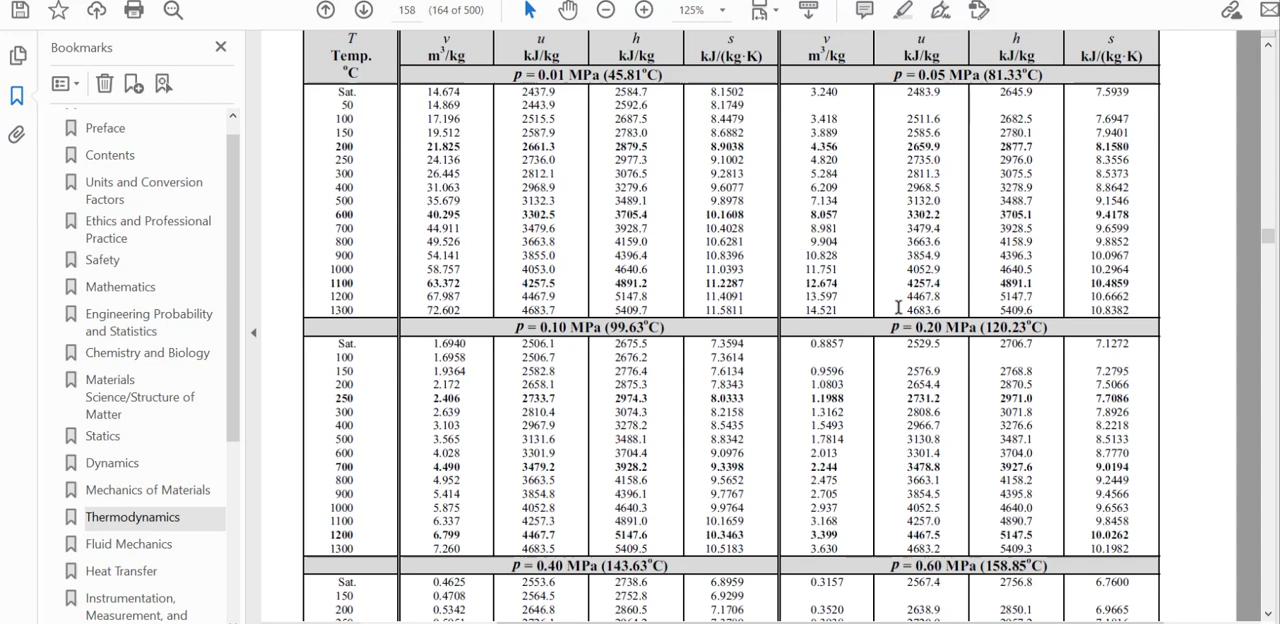 158 (164 of 500) 125%
Bookmarks
Preface
Contents
Units and Conversion
Factors
Ethics and Professional
Practice
Safety
Mathematics
Engineering Probability
and Statistics
Chemistry and Biology
Materials
Science/Structure of
Matter
Statics
Dynamics
Mechanics of Materials
Thermodynamics
Fluid Mechanics
Heat Transfer
Instrumentation,
Measurement, and
T v u h s v u h s
Temp. m³/kg kJ/kg kJ/kg kJ/(kg·K) m³/kg kJ/kg kJ/kg kJ/(kg·K)
°C p = 0.01 MPa (45.81°C) p = 0.05 MPa (81.33°C)
Sat. 14.674 2437.9 2584.7 8.1502 3.240 2483.9 2645.9 7.5939
50 14.869 2443.9 2592.6 8.1749
100 17.196 2515.5 2687.5 8.4479 3.418 2511.6 2682.5 7.6947
150 19.512 2587.9 2783.0 8.6882 3.889 2585.6 2780.1 7.9401
200 21.825 2661.3 2879.5 8.9038 4.356 2659.9 2877.7 8.1580
250 24.136 2736.0 2977.3 9.1002 4.820 2735.0 2976.0 8.3556
300 26.445 2812.1 3076.5 9.2813 5.284 2811.3 3075.5 8.5373
400 31.063 2968.9 3279.6 9.6077 6.209 2968.5 3278.9 8.8642
500 35.679 3132.3 3489.1 9.8978 7.134 3132.0 3488.7 9.1546
600 40.295 3302.5 3705.4 10.1608 8.057 3302.2 3705.1 9.4178
700 44.911 3479.6 3928.7 10.4028 8.981 3479.4 3928.5 9.6599
800 49.526 3663.8 4159.0 10.6281 9.904 3663.6 4158.9 9.8852
900 54.141 3855.0 4396.4 10.8396 10.828 3854.9 4396.3 10.0967
1000 58.757 4053.0 4640.6 11.0393 11.751 4052.9 4640.5 10.2964
1100 63.372 4257.5 4891.2 11.2287 12.674 4257.4 4891.1 10.4859
1200 67.987 4467.9 5147.8 11.4091 13.597 4467.8 5147.7 10.6662
1300 72.602 4683.7 5409.7 11.5811 14.521 4683.6 5409.6 10.8382
p = 0.10 MPa (99.63°C) p = 0.20 MPa (120.23°C)
Sat. 1.6940 2506.1 2675.5 7.3594 0.8857 2529.5 2706.7 7.1272
100 1.6958 2506.7 2676.2 7.3614
150 1.9364 2582.8 2776.4 7.6134 0.9596 2576.9 2768.8 7.2795
200 2.172 2658.1 2875.3 7.8343 1.0803 2654.4 2870.5 7.5066
250 2.406 2733.7 2974.3 8.0333 1.1988 2731.2 2971.0 7.7086
300 2.639 2810.4 3074.3 8.2158 1.3162 2808.6 3071.8 7.8926
400 3.103 2967.9 3278.2 8.5435 1.5493 2966.7 3276.6 8.2218
500 3.565 3131.6 3488.1 8.8342 1.7814 3130.8 3487.1 8.5133
600 4.028 3301.9 3704.4 9.0976 2.013 3301.4 3704.0 8.7770
700 4.490 3479.2 3928.2 9.3398 2.244 3478.8 3927.6 9.0194
800 4.952 3663.5 4158.6 9.5652 2.475 3663.1 4158.2 9.2449
900 5.414 3854.8 4396.1 9.7767 2.705 3854.5 4395.8 9.4566
1000 5.875 4052.8 4640.3 9.9764 2.937 4052.5 4640.0 9.6563
1100 6.337 4257.3 4891.0 10.1659 3.168 4257.0 4890.7 9.8458
1200 6.799 4467.7 5147.6 10.3463 3.399 4467.5 5147.5 10.0262
1300 7.260 4683.5 5409.5 10.5183 3.630 4683.2 5409.3 10.1982
p = 0.40 MPa (143.63°C) p = 0.60 MPa (158.85°C)
Sat. 0.4625 2553.6 2738.6 6.8959 0.3157 2567.4 2756.8 6.7600
150 0.4708 2564.5 2752.8 6.9299
200 0.5342 2646.8 2860.5 7.1706 0.3520 2638.9 2850.1 6.9665